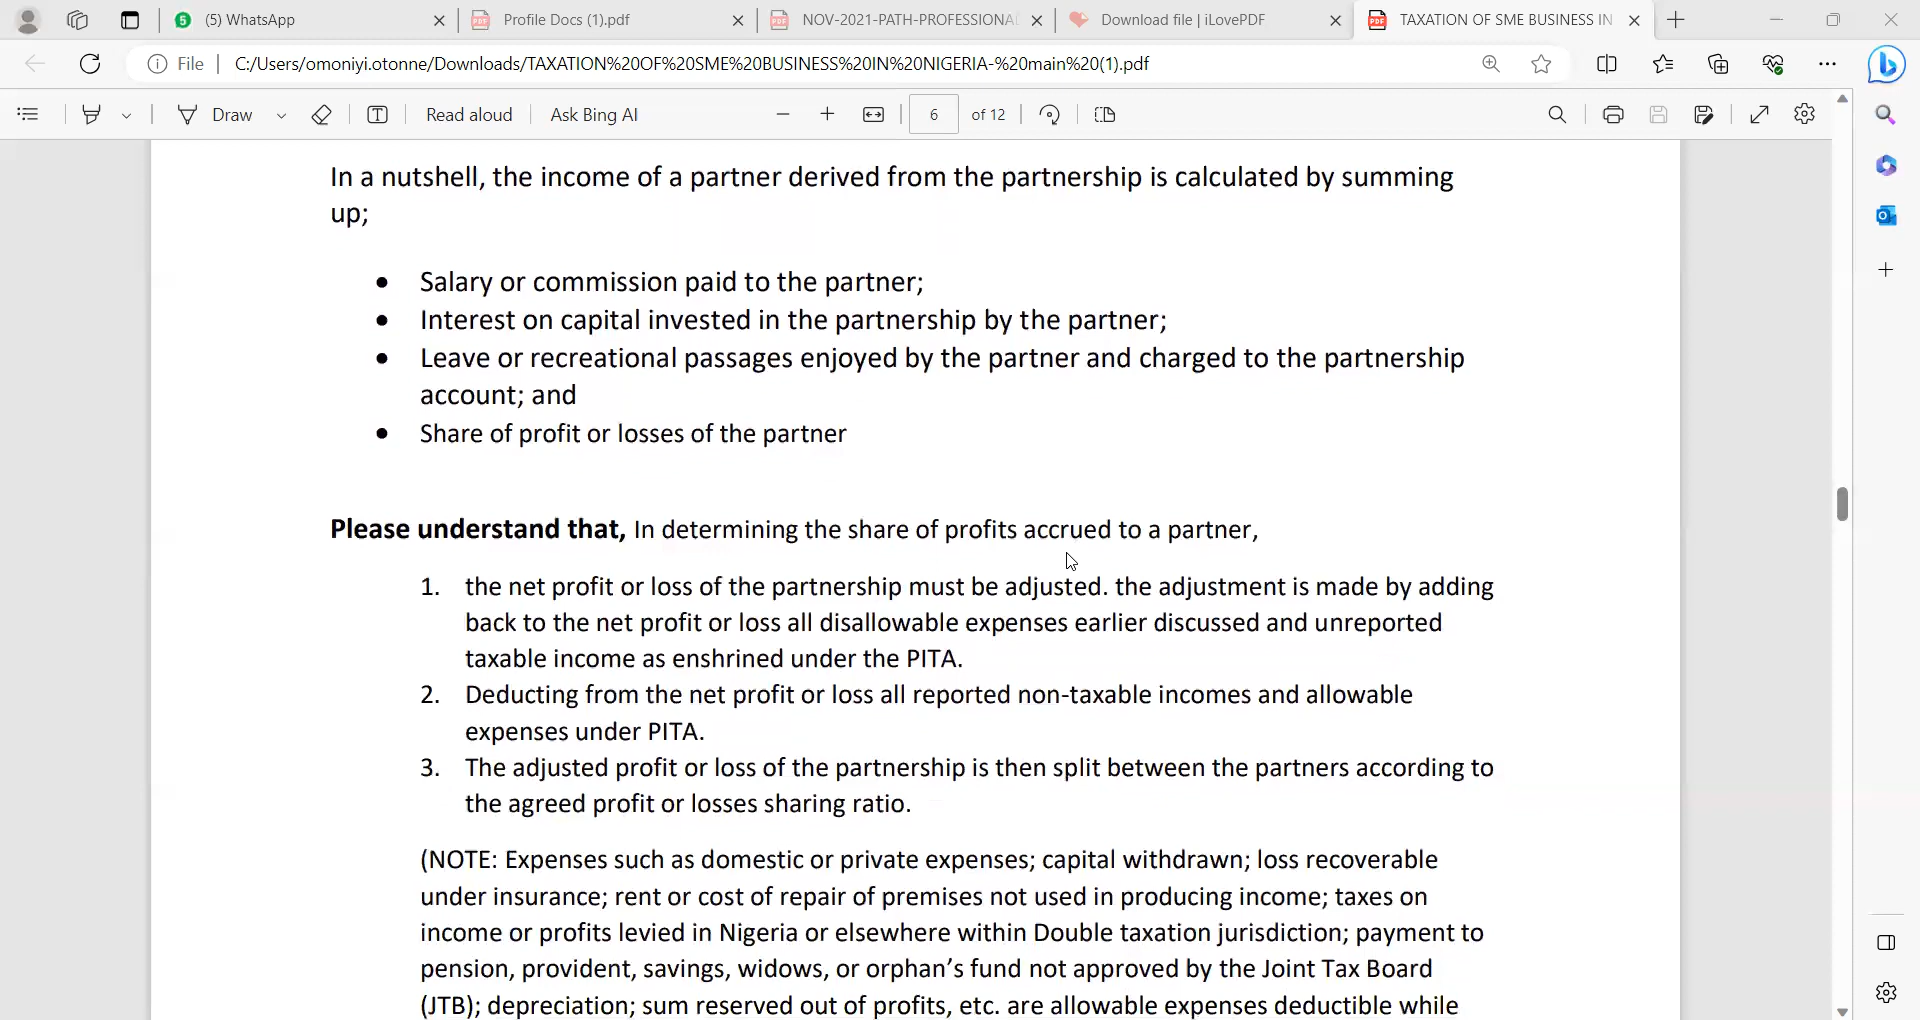 (5) WhatsApp
Profile Docs (1).pdf
NOV-2021-PATH-PROFESSIONAL
Download file | iLovePDF
TAXATION OF SME BUSINESS IN
File
C:/Users/omoniyi.otonne/Downloads/TAXATION%20OF%20SME%20BUSINESS%20IN%20NIGERIA-%20main%20(1).pdf
Draw
Read aloud
Ask Bing AI
6
of 12
In a nutshell, the income of a partner derived from the partnership is calculated by summing
up;
• Salary or commission paid to the partner;
• Interest on capital invested in the partnership by the partner;
• Leave or recreational passages enjoyed by the partner and charged to the partnership
account; and
• Share of profit or losses of the partner
Please understand that, In determining the share of profits accrued to a partner,
1. the net profit or loss of the partnership must be adjusted. the adjustment is made by adding
back to the net profit or loss all disallowable expenses earlier discussed and unreported
taxable income as enshrined under the PITA.
2. Deducting from the net profit or loss all reported non-taxable incomes and allowable
expenses under PITA.
3. The adjusted profit or loss of the partnership is then split between the partners according to
the agreed profit or losses sharing ratio.
(NOTE: Expenses such as domestic or private expenses; capital withdrawn; loss recoverable
under insurance; rent or cost of repair of premises not used in producing income; taxes on
income or profits levied in Nigeria or elsewhere within Double taxation jurisdiction; payment to
pension, provident, savings, widows, or orphan's fund not approved by the Joint Tax Board
(JTB); depreciation; sum reserved out of profits, etc. are allowable expenses deductible while